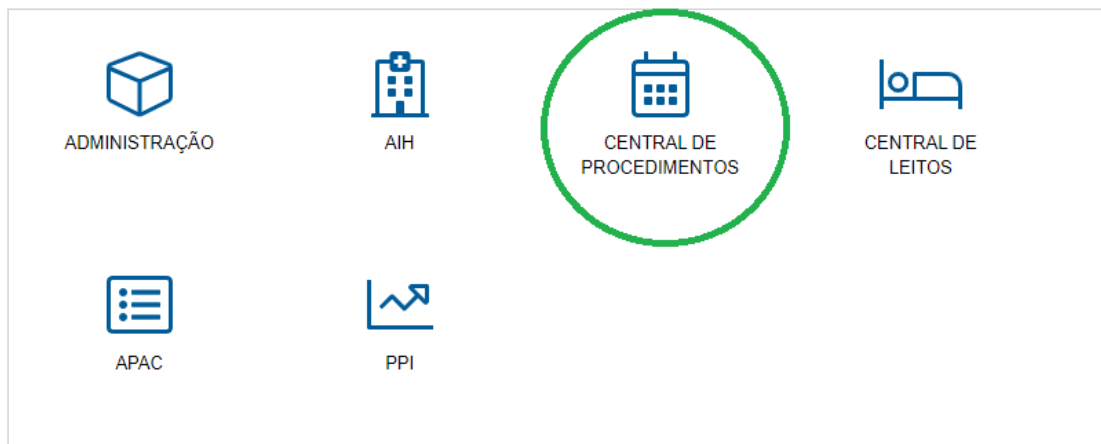 ADMINISTRAÇÃO
AIH
CENTRAL DE
PROCEDIMENTOS
CENTRAL DE
LEITOS
APAC
PPI